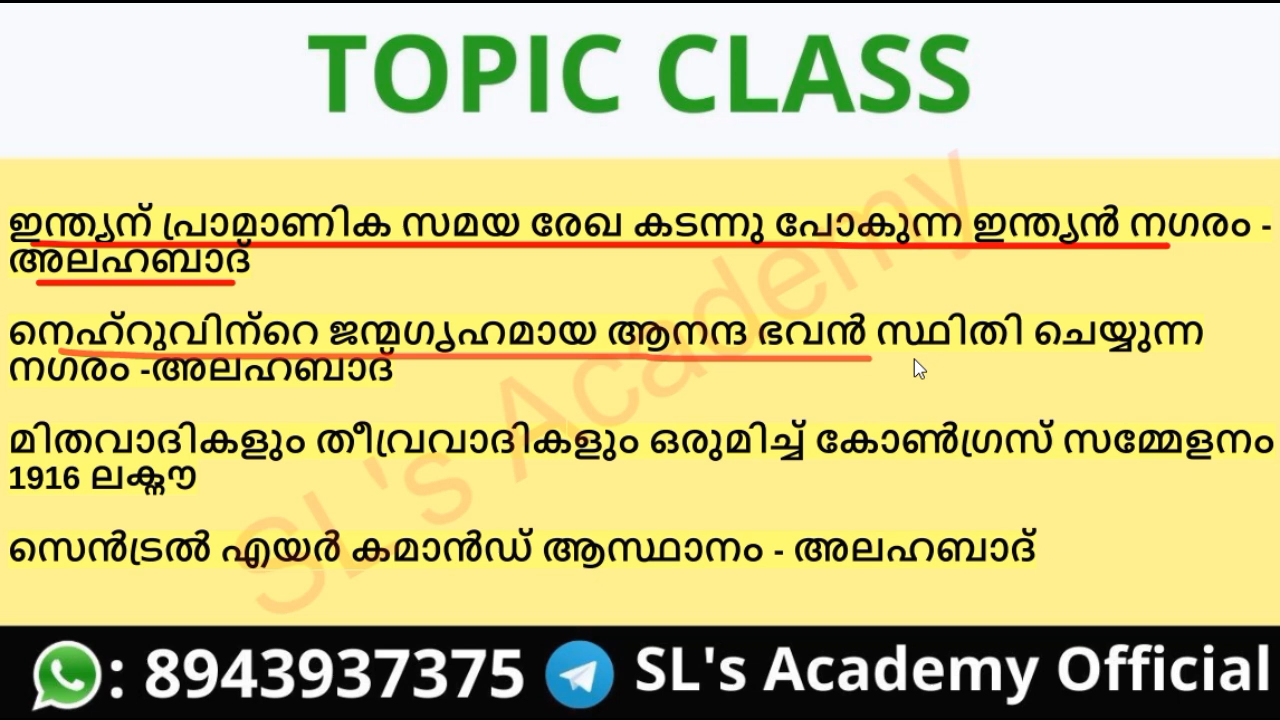 TOPIC CLASS
ഇന്ത്യന് പ്രാമാണിക സമയ രേഖ കടന്നു പോകുന്ന ഇന്ത്യൻ നഗരം -
അലഹബാദ്
നെഹ്റുവിന്റെ ജന്മഗൃഹമായ ആനന്ദ ഭവൻ സ്ഥിതി ചെയ്യുന്ന
നഗരം -അലഹബാദ്
മിതവാദികളും തീവ്രവാദികളും ഒരുമിച്ച് കോൺഗ്രസ് സമ്മേളനം
1916 ലക്നൗ
സെൻട്രൽ എയർ കമാൻഡ് ആസ്ഥാനം - അലഹബാദ്
SL's Academy
: 8943937375 SL's Academy Official